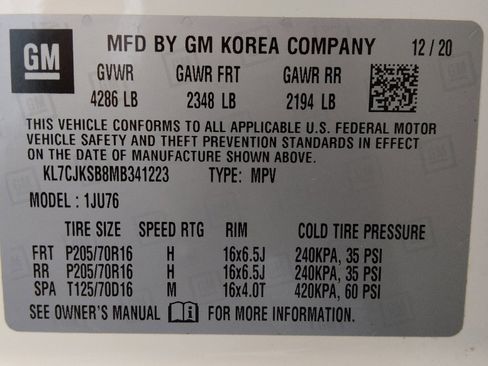 GM MFD BY GM KOREA COMPANY 12/20
GVWR GAWR FRT GAWR RR
4286 LB 2348 LB 2194 LB
THIS VEHICLE CONFORMS TO ALL APPLICABLE U.S. FEDERAL MOTOR
VEHICLE SAFETY AND THEFT PREVENTION STANDARDS IN EFFECT
ON THE DATE OF MANUFACTURE SHOWN ABOVE.
KL7CJKSB8MB341223 TYPE: MPV
MODEL: 1JU76
TIRE SIZE SPEED RTG RIM COLD TIRE PRESSURE
FRT P205/70R16 H 16x6.5J 240KPA, 35 PSI
RR P205/70R16 H 16x6.5J 240KPA, 35 PSI
SPA T125/70D16 M 16x4.0T 420KPA, 60 PSI
SEE OWNER'S MANUAL FOR MORE INFORMATION.